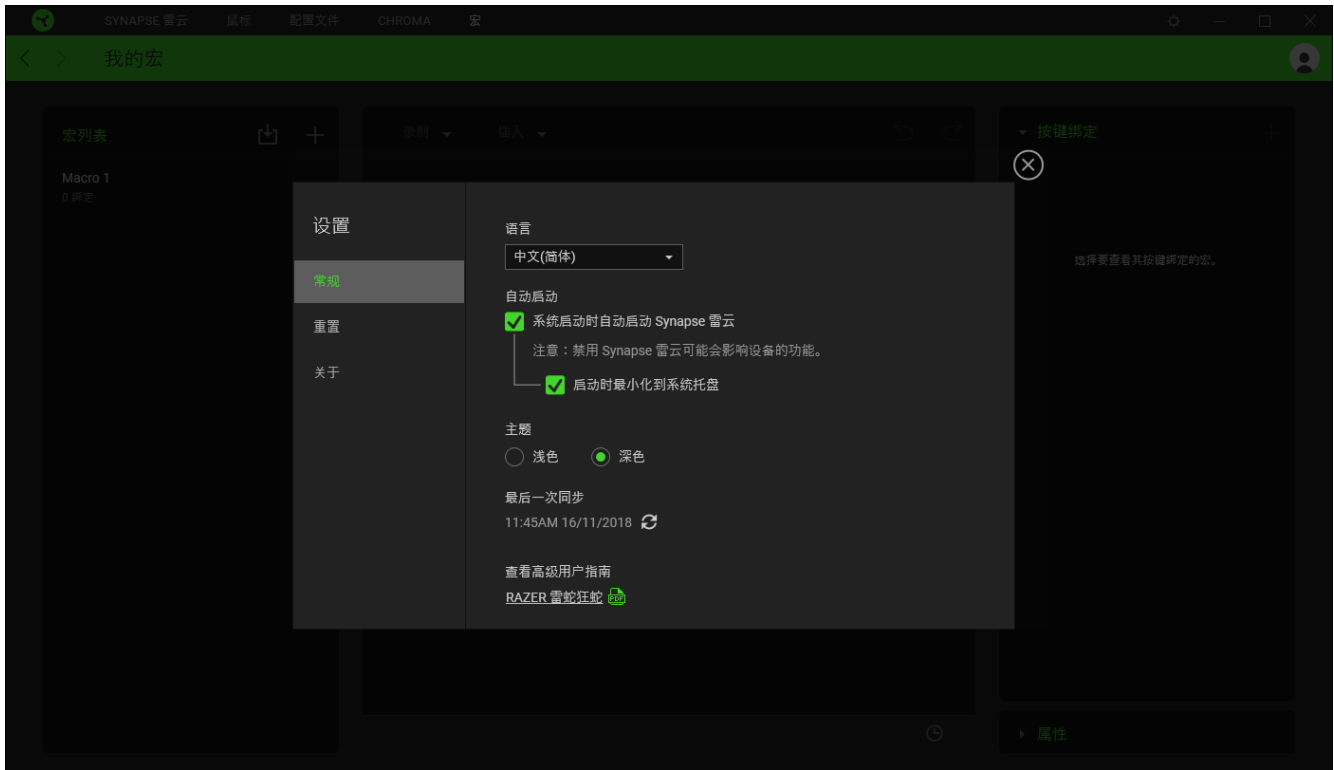 SYNAPSE 雷云 鼠标 配置文件 CHROMA 宏
我的宏
宏列表
录制 插入
按键绑定
Macro 1
0 绑定
选择要查看其按键绑定的宏。
设置
常规
重置
关于
语言
中文(简体)
自动启动
系统启动时自动启动 Synapse 雷云
注意：禁用 Synapse 雷云可能会影响设备的功能。
启动时最小化到系统托盘
主题
浅色 深色
最后一次同步
11:45AM 16/11/2018
查看高级用户指南
RAZER 雷蛇狂蛇 PDF
属性